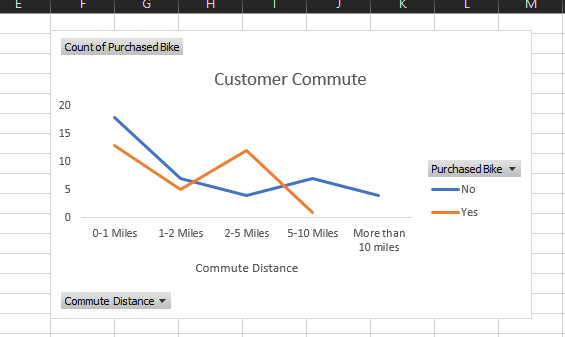 E F G H I J K L M
Count of Purchased Bike
Customer Commute
20
15
10
5
0
0-1 Miles 1-2 Miles 2-5 Miles 5-10 Miles More than
10 miles
Commute Distance
Purchased Bike
No
Yes
Commute Distance